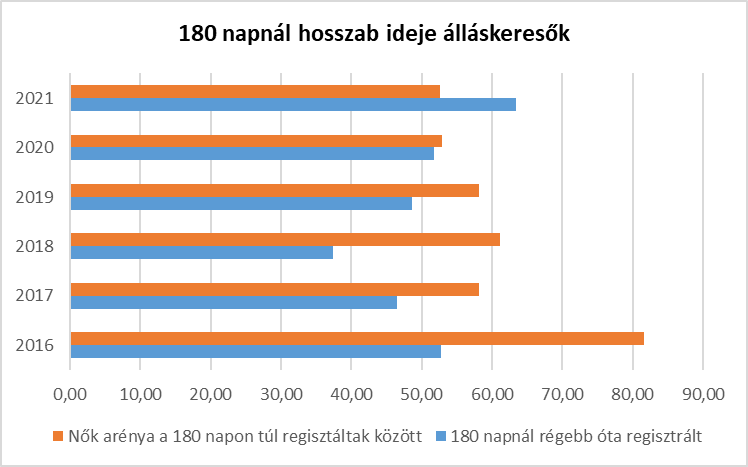 180 napnál hosszab ideje álláskeresők
2021
2020
2019
2018
2017
2016
0,00 10,00 20,00 30,00 40,00 50,00 60,00 70,00 80,00 90,00
Nők arénya a 180 napon túl regisztáltak között 180 napnál régebb óta regisztrált